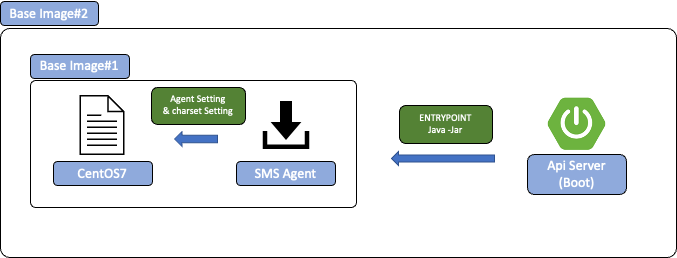 Base Image#2
Base Image#1
Agent Setting
& charset Setting
CentOS7
SMS Agent
ENTRYPOINT
Java -Jar
Api Server
(Boot)